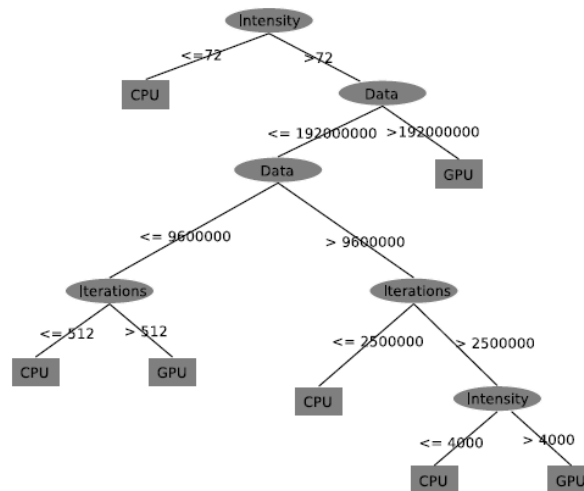 Intensity
<=72 >72
CPU
Data
<= 192000000 >192000000
Data
GPU
<= 9600000 > 9600000
Iterations Iterations
<= 512 > 512 <= 2500000 > 2500000
CPU GPU
CPU Intensity
<= 4000 > 4000
CPU GPU